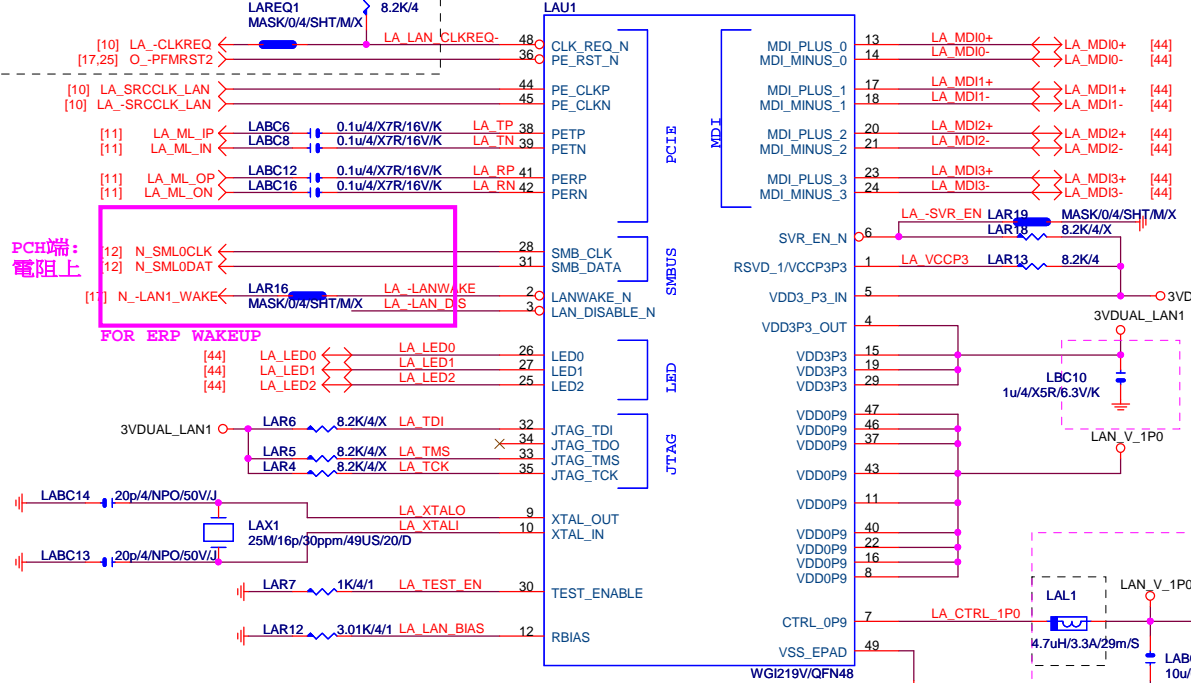 LAREQ1
MASK/0/4/SHT/M/X
8.2K/4
LAU1
[10] LA_-CLKREQ
LA_LAN_CLKREQ-
48
CLK_REQ_N
[17,25] O_-PFMRST2
36
PE_RST_N
[10] LA_SRCCLK_LAN
44
PE_CLKP
[10] LA_-SRCCLK_LAN
45
PE_CLKN
[11] LA_ML_IP
LABC6
0.1u/4/X7R/16V/K
LA_TP
38
PETP
[11] LA_ML_IN
LABC8
0.1u/4/X7R/16V/K
LA_TN
39
PETN
[11] LA_ML_OP
LABC12
0.1u/4/X7R/16V/K
LA_RP
41
PERP
[11] LA_ML_ON
LABC16
0.1u/4/X7R/16V/K
LA_RN
42
PERN
PCIE
PCH端:
電阻上
[12] N_SML0CLK
28
SMB_CLK
[12] N_SML0DAT
31
SMB_DATA
SMBUS
[17] N_-LAN1_WAKE
LAR16
MASK/0/4/SHT/M/X
LA_-LANWAKE
2
LANWAKE_N
LA_-LAN_DIS
3
LAN_DISABLE_N
FOR ERP WAKEUP
[44] LA_LED0
LA_LED0
26
LED0
[44] LA_LED1
LA_LED1
27
LED1
[44] LA_LED2
LA_LED2
25
LED2
LED
3VDUAL_LAN1
LAR6
8.2K/4/X
LA_TDI
32
JTAG_TDI
34
JTAG_TDO
LAR5
8.2K/4/X
LA_TMS
33
JTAG_TMS
LAR4
8.2K/4/X
LA_TCK
35
JTAG_TCK
JTAG
LABC14
20p/4/NPO/50V/J
LA_XTALO
9
XTAL_OUT
LAX1
25M/16p/30ppm/49US/20/D
LA_XTALI
10
XTAL_IN
LABC13
20p/4/NPO/50V/J
LAR7
1K/4/1
LA_TEST_EN
30
TEST_ENABLE
LAR12
3.01K/4/1
LA_LAN_BIAS
12
RBIAS
MDI
MDI_PLUS_0
13
LA_MDI0+
LA_MDI0+ [44]
MDI_MINUS_0
14
LA_MDI0-
LA_MDI0- [44]
MDI_PLUS_1
17
LA_MDI1+
LA_MDI1+ [44]
MDI_MINUS_1
18
LA_MDI1-
LA_MDI1- [44]
MDI_PLUS_2
20
LA_MDI2+
LA_MDI2+ [44]
MDI_MINUS_2
21
LA_MDI2-
LA_MDI2- [44]
MDI_PLUS_3
23
LA_MDI3+
LA_MDI3+ [44]
MDI_MINUS_3
24
LA_MDI3-
LA_MDI3- [44]
SVR_EN_N
6
LA_-SVR_EN
LAR19
MASK/0/4/SHT/M/X
LAR18
8.2K/4/X
RSVD_1/VCCP3P3
1
LA_VCCP3
LAR13
8.2K/4
VDD3_P3_IN
5
3VD
VDD3P3_OUT
4
3VDUAL_LAN1
VDD3P3
15
VDD3P3
19
VDD3P3
29
LBC10
1u/4/X5R/6.3V/K
VDD0P9
47
VDD0P9
46
VDD0P9
37
LAN_V_1P0
VDD0P9
43
VDD0P9
11
VDD0P9
40
VDD0P9
22
VDD0P9
16
VDD0P9
8
CTRL_0P9
7
LA_CTRL_1P0
LAL1
4.7uH/3.3A/29m/S
LAN_V_1P0
VSS_EPAD
49
WGI219V/QFN48
LAB
10u/